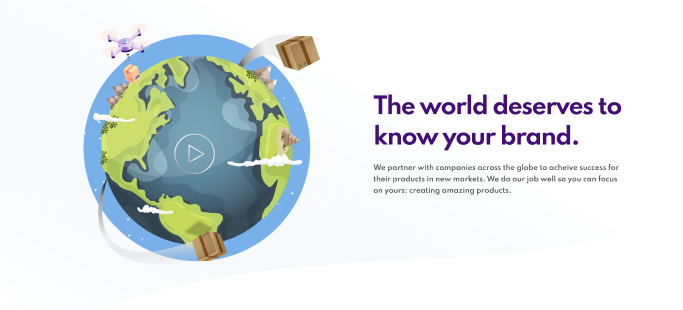 The world deserves to
know your brand.
We partner with companies across the globe to acheive success for
their products in new markets. We do our job well so you can focus
on yours: creating amazing products.